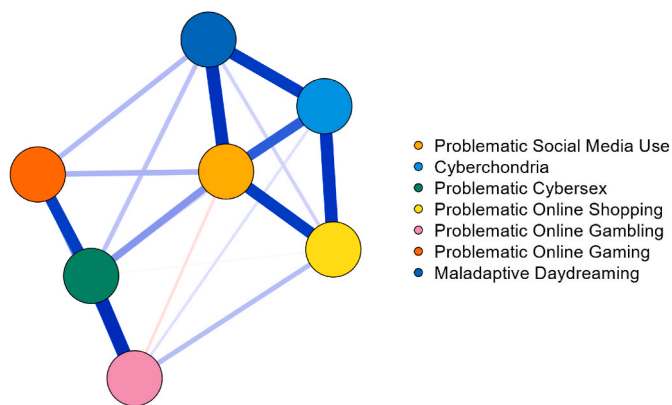 Problematic Social Media Use
Cyberchondria
Problematic Cybersex
Problematic Online Shopping
Problematic Online Gambling
Problematic Online Gaming
Maladaptive Daydreaming